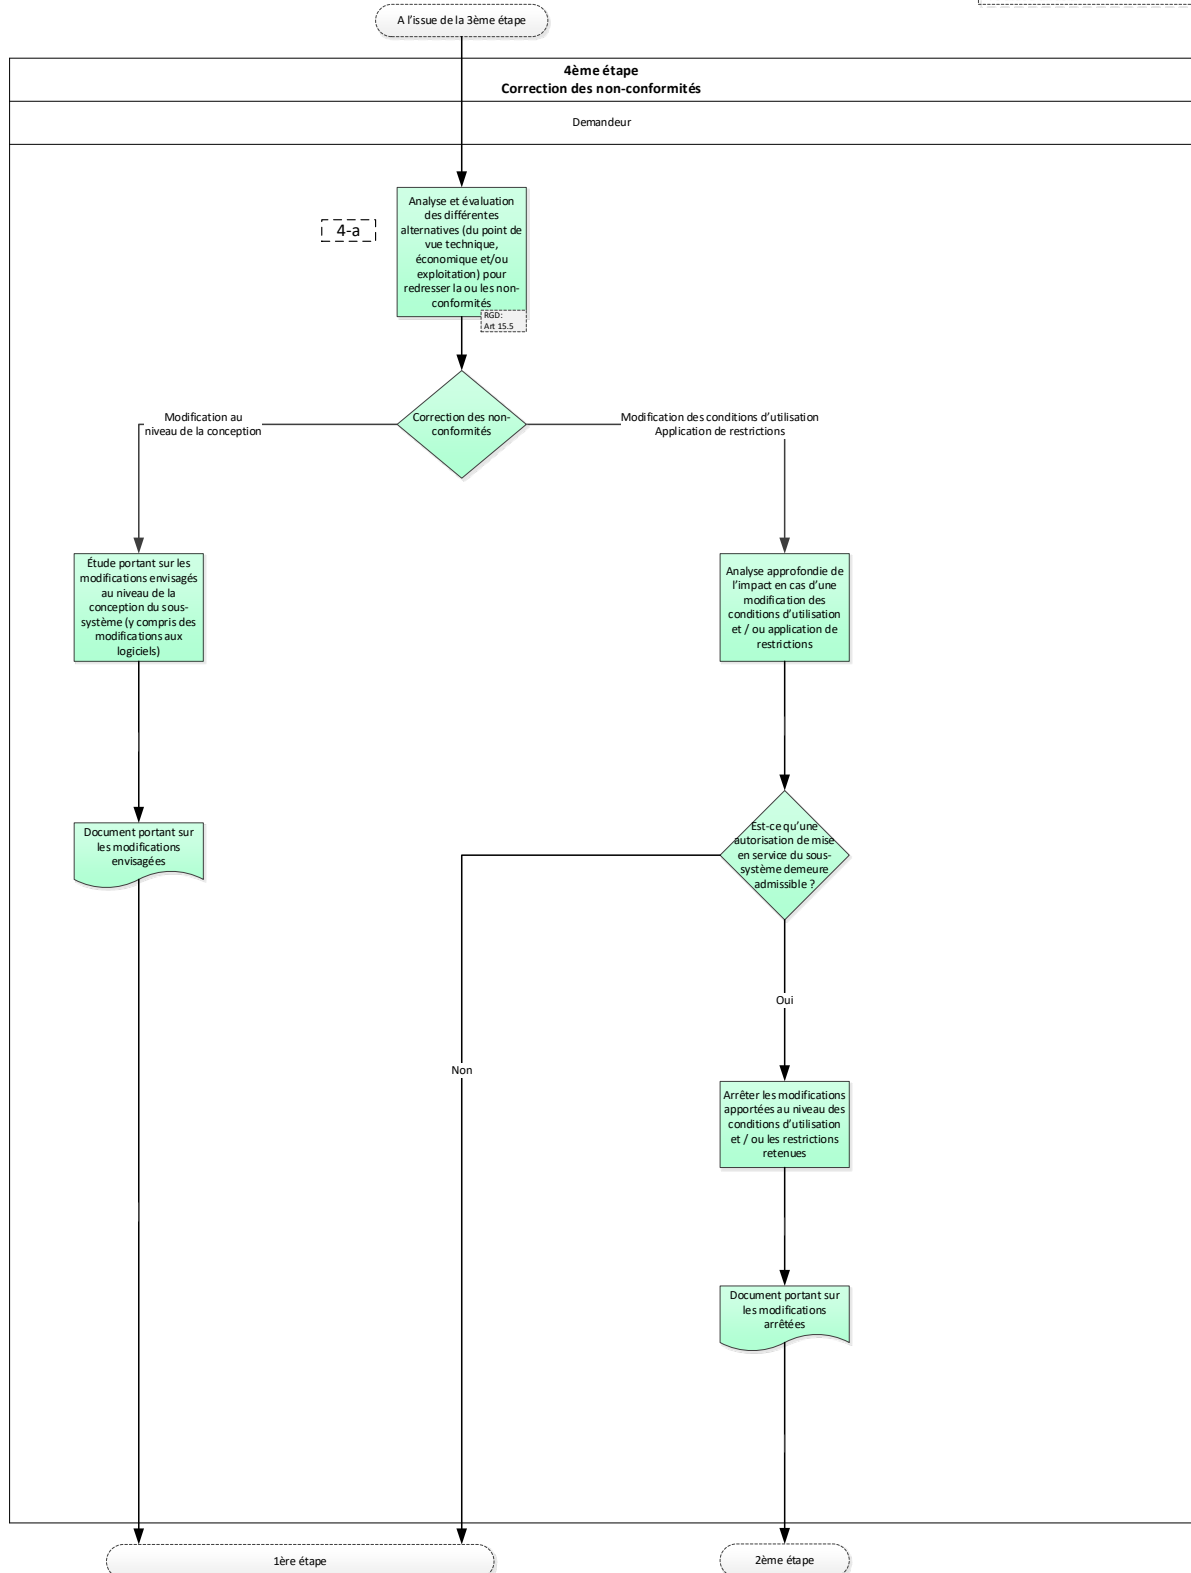 A l’issue de la 3ème étape
4ème étape
Correction des non-conformités
Demandeur
4-a
Analyse et évaluation
des différentes
alternatives (du point de
vue technique,
économique et/ou
exploitation) pour
redresser la ou les non-
conformités
RGD:
Art 15.5
Correction des non-
conformités
Modification au
niveau de la conception
Modification des conditions d’utilisation
Application de restrictions
Étude portant sur les
modifications envisagés
au niveau de la
conception du sous-
système (y compris des
modifications aux
logiciels)
Analyse approfondie de
l’impact en cas d’une
modification des
conditions d’utilisation
et / ou application de
restrictions
Document portant sur
les modifications
envisagées
Est-ce qu’une
autorisation de mise
en service du sous-
système demeure
admissible ?
Oui
Non
Arrêter les modifications
apportées au niveau des
conditions d’utilisation
et / ou les restrictions
retenues
Document portant sur
les modifications
arrêtées
1ère étape
2ème étape